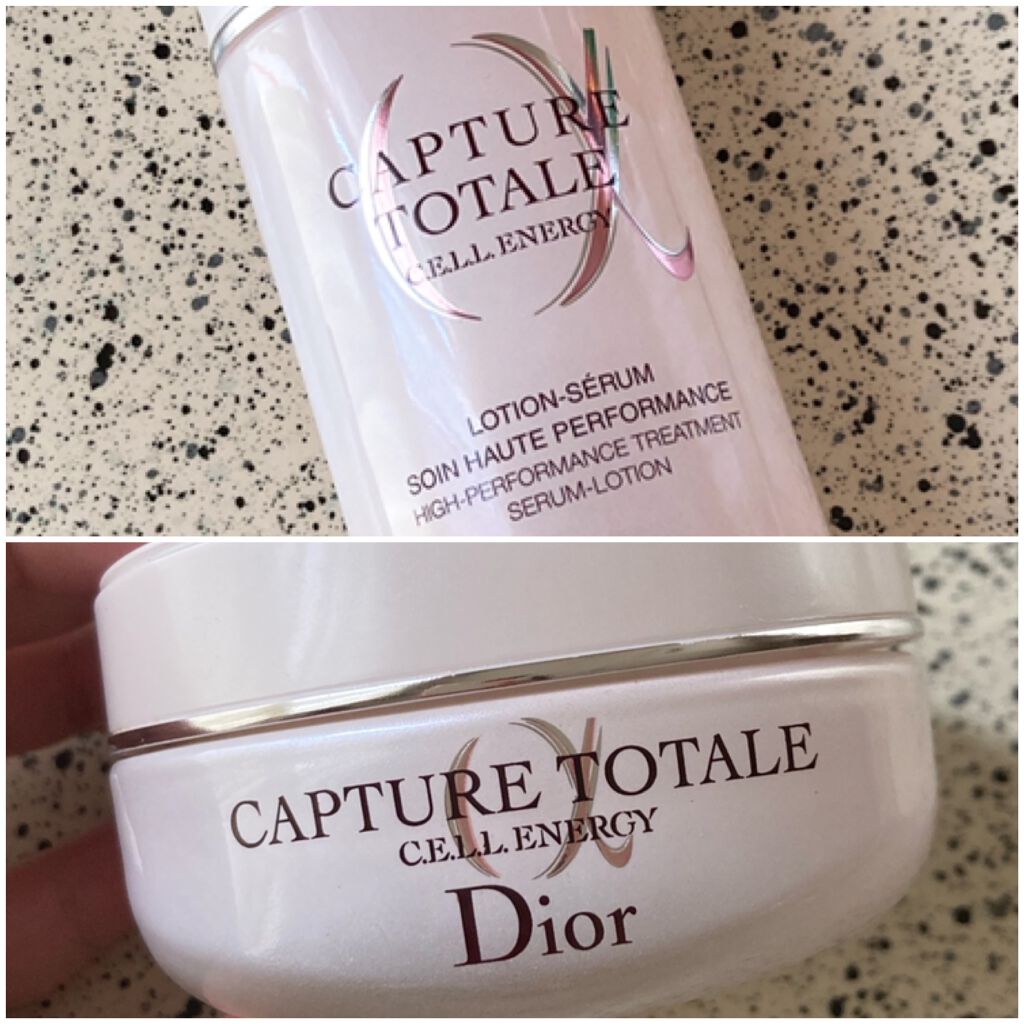 CAPTURE
TOTALE
C.E.L.L. ENERGY
LOTION-SÉRUM
SOIN HAUTE PERFORMANCE
HIGH-PERFORMANCE TREATMENT
SERUM-LOTION
CAPTURE TOTALE
C.E.L.L. ENERGY
Dior